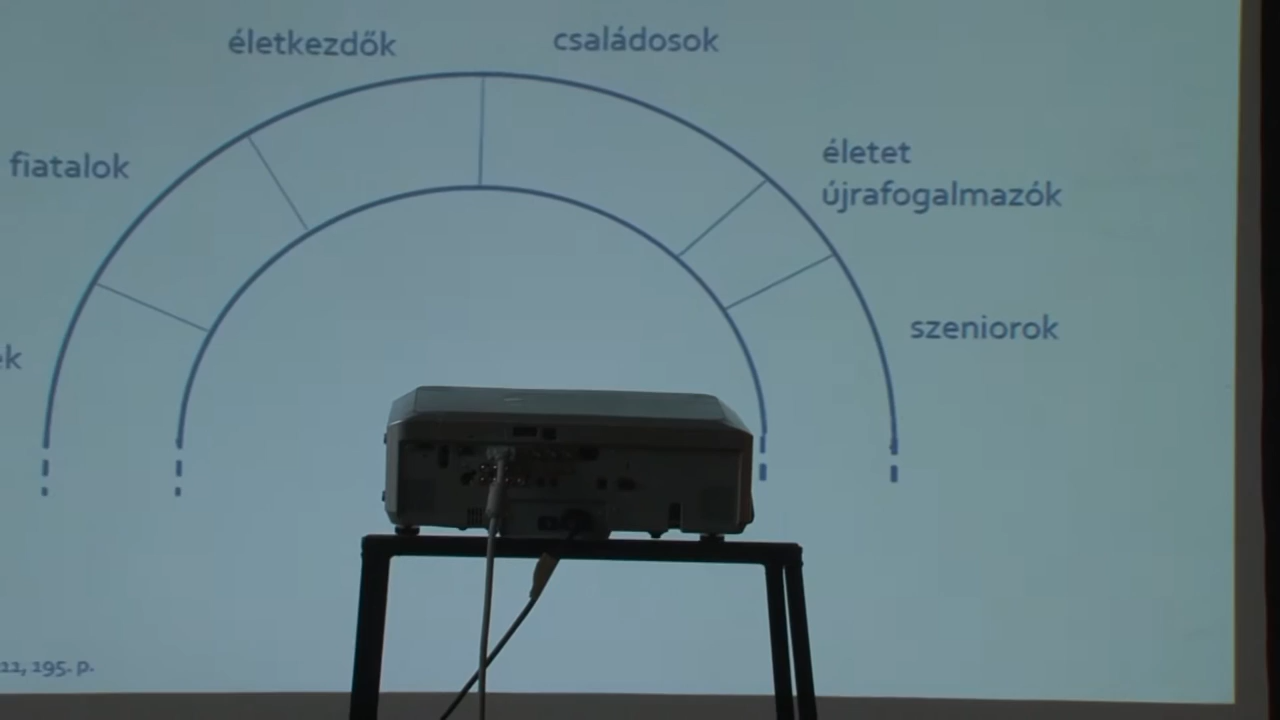 életkezdők
családosok
fiatalok
életet
újrafogalmazók
szeniorok
195. p.